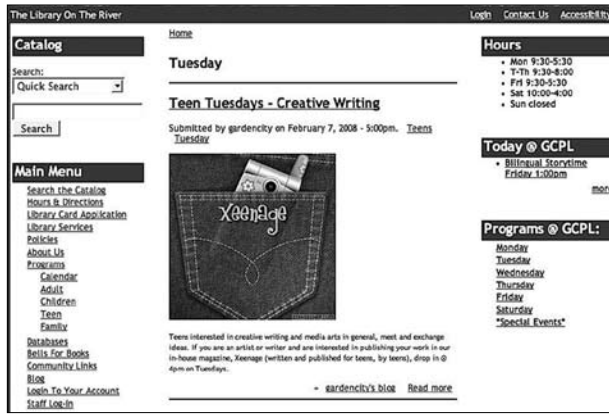 The Library On The River
Login Contact Us Accessibility
Catalog
Search:
Quick Search
Search
Main Menu
Search the Catalog
Hours & Directions
Library Card Application
Library Services
Policies
About Us
Programs
Calendar
Adult
Children
Teen
Family
Databases
Bells For Books
Community Links
Blog
Login To Your Account
Staff Log-in
Home
Tuesday
Teen Tuesdays - Creative Writing
Submitted by gardencity on February 7, 2008 - 5:00pm. Teens
Tuesday
Xeenage
Teens interested in creative writing and media arts in general, meet and exchange
ideas. If you are an artist or writer and are interested in publishing your work in our
in-house magazine, Xeenage (written and published for teens, by teens), drop in @
4pm on Tuesdays.
» gardencity's blog Read more
Hours
• Mon 9:30-5:30
• T-Th 9:30-8:00
• Fri 9:30-5:30
• Sat 10:00-4:00
• Sun closed
Today @ GCPL
• Bilingual Storytime
Friday 1:00pm
more
Programs @ GCPL:
Monday
Tuesday
Wednesday
Thursday
Friday
Saturday
*Special Events*